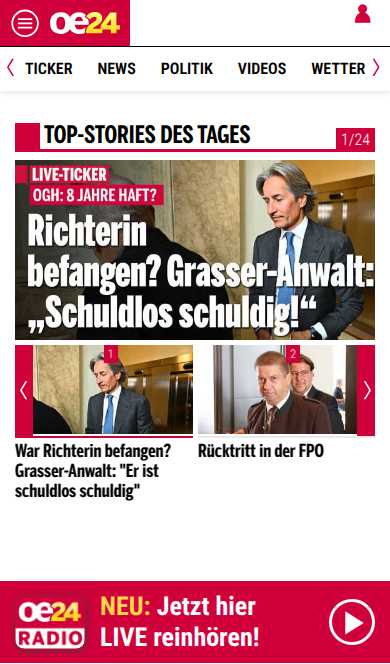 oe24
TICKER NEWS POLITIK VIDEOS WETTER
TOP-STORIES DES TAGES
1/24
LIVE-TICKER
OGH: 8 JAHRE HAFT?
Richterin
befangen? Grasser-Anwalt:
„Schuldlos schuldig!“
1
2
War Richterin befangen?
Grasser-Anwalt: "Er ist
schuldlos schuldig"
Rücktritt in der FPÖ
oe24
RADIO
NEU: Jetzt hier
LIVE reinhören!